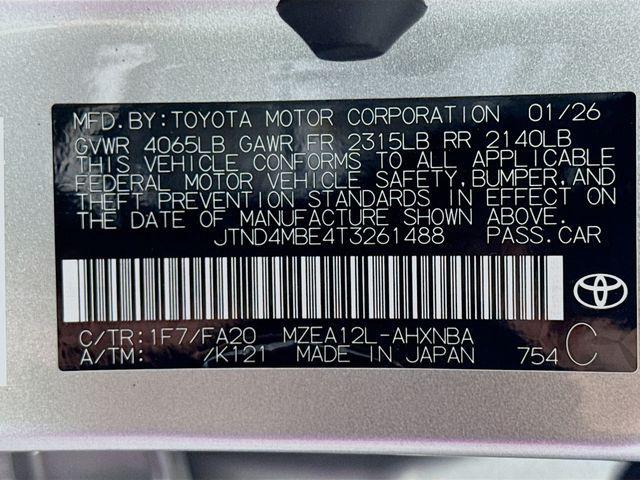 MFD.BY:TOYOTA MOTOR CORPORATION 01/26
GVWR 4065LB GAWR FR 2315LB RR 2140LB
THIS VEHICLE CONFORMS TO ALL APPLICABLE
FEDERAL MOTOR VEHICLE SAFETY,BUMPER,AND
THEFT PREVENTION STANDARDS IN EFFECT ON
THE DATE OF MANUFACTURE SHOWN ABOVE.
JTND4MBE4T3261488 PASS.CAR
C/TR:1F7/FA20 MZEA12L-AHXNBA
A/TM: /K121 MADE IN JAPAN 754 C